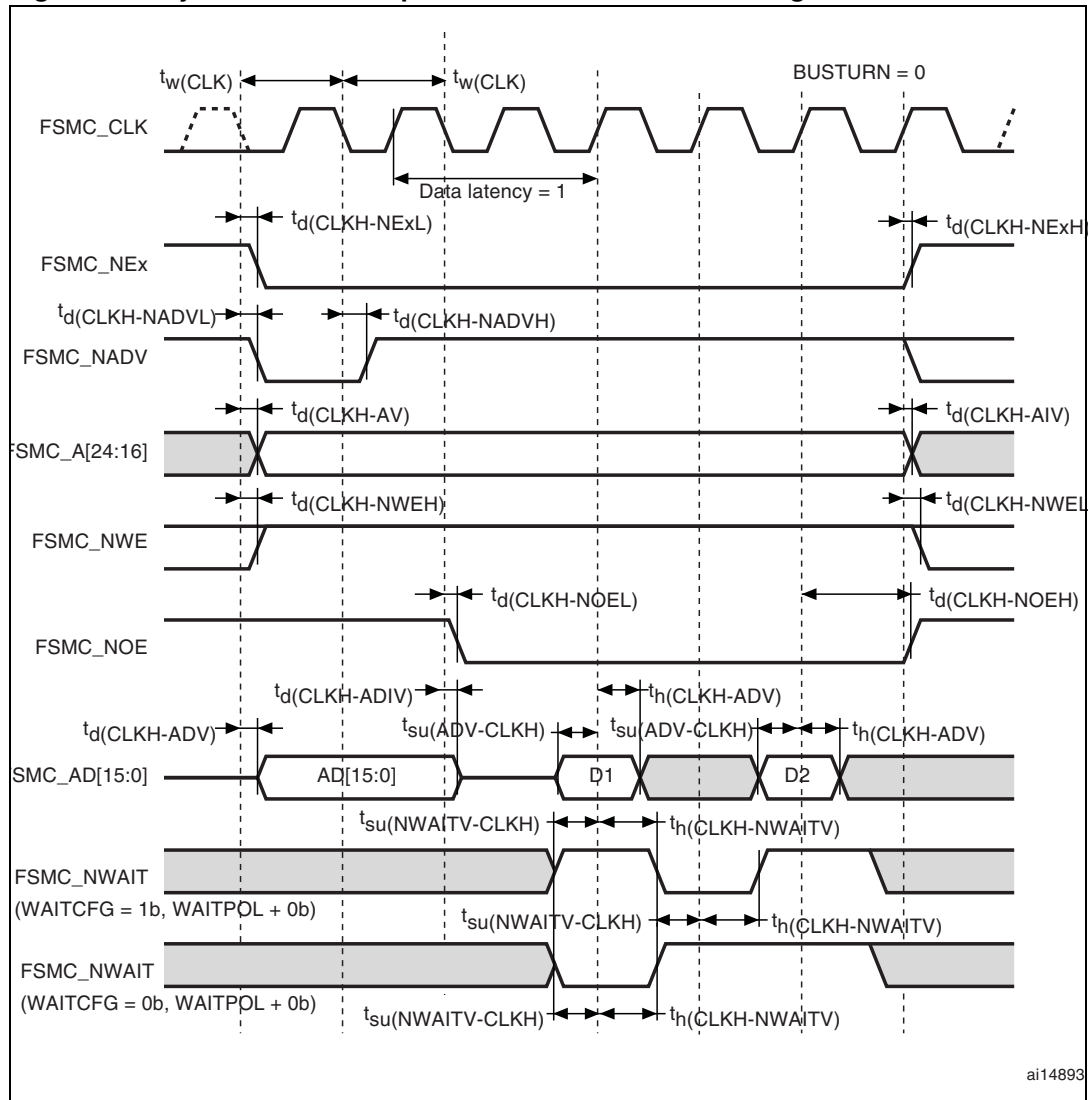 tw(CLK)
tw(CLK)
BUSTURN = 0
FSMC_CLK
Data latency = 1
td(CLKH-NExL)
td(CLKH-NExH)
FSMC_NEx
td(CLKH-NADVL)
td(CLKH-NADVH)
FSMC_NADV
td(CLKH-AV)
td(CLKH-AIV)
FSMC_A[24:16]
td(CLKH-NWEH)
td(CLKH-NWEL
FSMC_NWE
td(CLKH-NOEL)
td(CLKH-NOEH)
FSMC_NOE
td(CLKH-ADIV)
th(CLKH-ADV)
td(CLKH-ADV)
tsu(ADV-CLKH)
tsu(ADV-CLKH)
th(CLKH-ADV)
SMC_AD[15:0]
AD[15:0]
D1
D2
tsu(NWAITV-CLKH)
th(CLKH-NWAITV)
FSMC_NWAIT
(WAITCFG = 1b, WAITPOL + 0b)
tsu(NWAITV-CLKH)
th(CLKH-NWAITV)
FSMC_NWAIT
(WAITCFG = 0b, WAITPOL + 0b)
tsu(NWAITV-CLKH)
th(CLKH-NWAITV)
ai14893